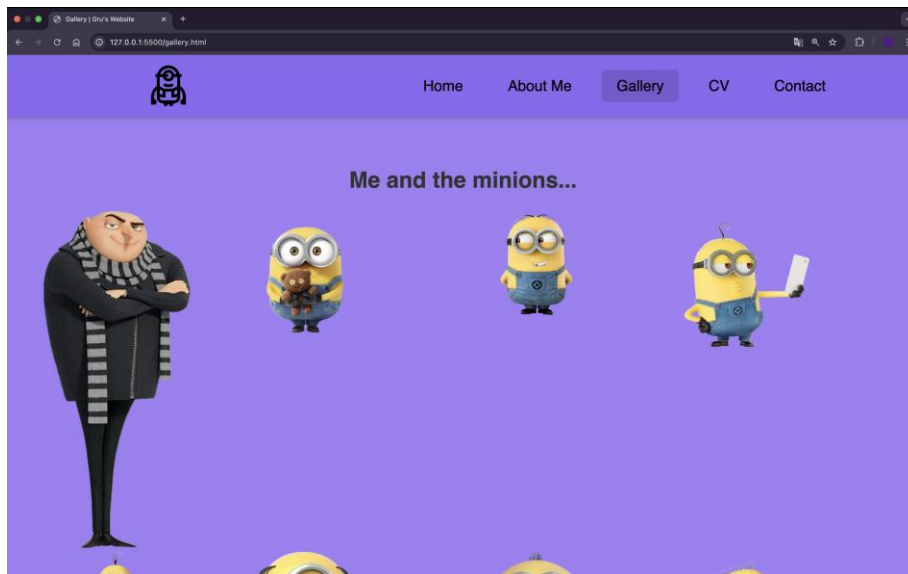 Gallery | Gru's Website
127.0.0.1:5500/gallery.html
Home About Me Gallery CV Contact
Me and the minions...